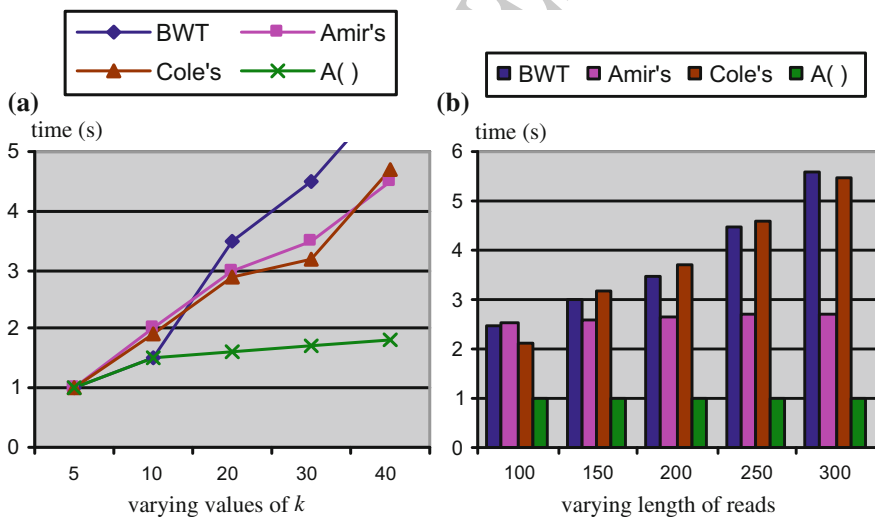 BWT Amir's
Cole's A( )
(a)
time (s)
5
4
3
2
1
0
5 10 20 30 40
varying values of k
BWT Amir's Cole's A( )
(b)
time (s)
6
5
4
3
2
1
0
100 150 200 250 300
varying length of reads